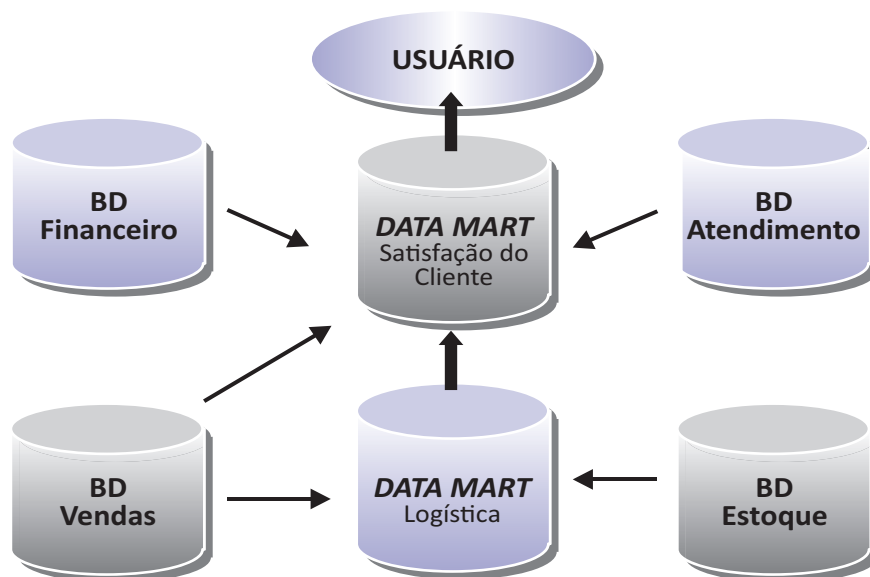 USUÁRIO
BD
Financeiro
DATA MART
Satisfação do
Cliente
BD
Atendimento
BD
Vendas
DATA MART
Logística
BD
Estoque